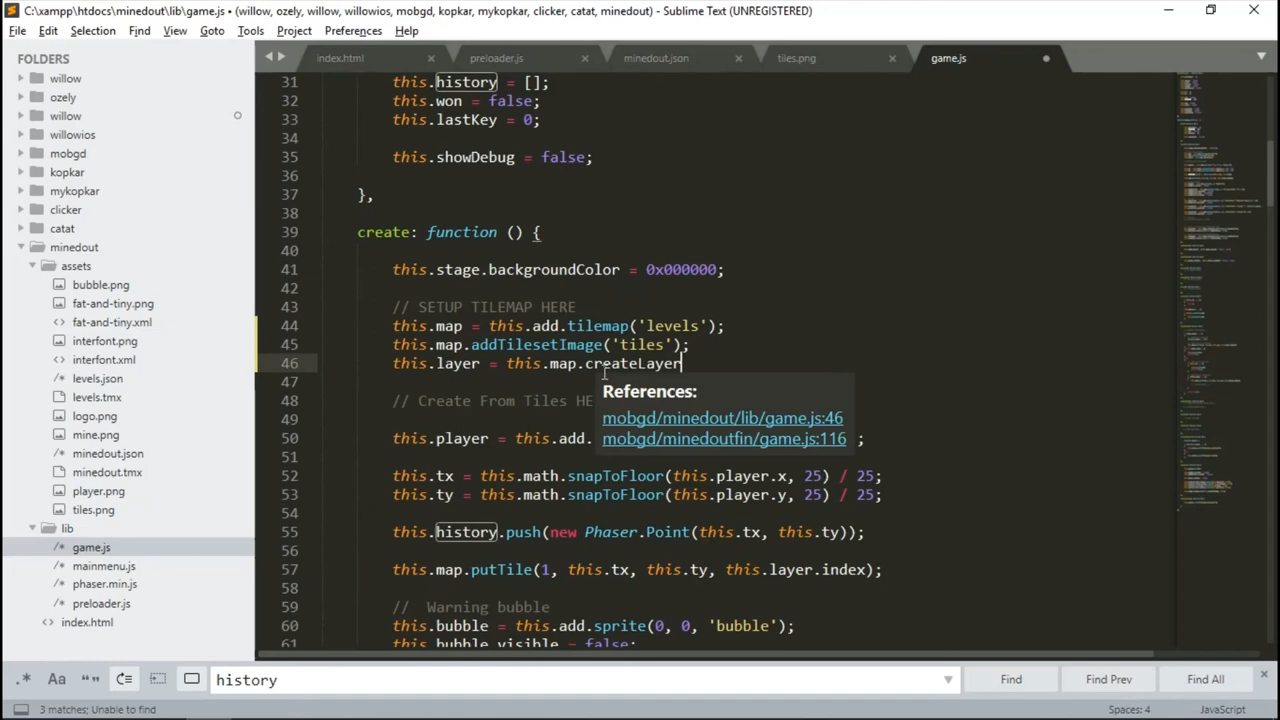 C:\xampp\htdocs\minedout\lib\game.js • (willow, ozely, willow, willowios, mobgd, kopkar, mykopkar, clicker, catat, minedout) - Sublime Text (UNREGISTERED)
File Edit Selection Find View Goto Tools Project Preferences Help
FOLDERS
willow
ozely
willow
willowios
mobgd
kopkar
mykopkar
clicker
catat
minedout
assets
bubble.png
fat-and-tiny.png
fat-and-tiny.xml
interfont.png
interfont.xml
levels.json
levels.tmx
logo.png
mine.png
minedout.json
minedout.tmx
player.png
tiles.png
lib
game.js
mainmenu.js
phaser.min.js
preloader.js
index.html
index.html preloader.js minedout.json tiles.png game.js
31 this.history = [];
32 this.won = false;
33 this.lastKey = 0;
34
35 this.showDebug = false;
36
37 },
38
39 create: function () {
40
41 this.stage.backgroundColor = 0x000000;
42
43 // SETUP TILEMAP HERE
44 this.map = this.add.tilemap('levels');
45 this.map.addTilesetImage('tiles');
46 this.layer = this.map.createLayer
47
48 // Create From Tiles HE
49
50 this.player = this.add. ;
References:
mobgd/minedout/lib/game.js:46
mobgd/minedoutfin/game.js:116
52 this.tx = this.math.snapToFloor(this.player.x, 25) / 25;
53 this.ty = this.math.snapToFloor(this.player.y, 25) / 25;
54
55 this.history.push(new Phaser.Point(this.tx, this.ty));
56
57 this.map.putTile(1, this.tx, this.ty, this.layer.index);
58
59 // Warning bubble
60 this.bubble = this.add.sprite(0, 0, 'bubble');
61 this.bubble.visible = false;
.* Aa “” history Find Find Prev Find All
3 matches; Unable to find Spaces: 4 JavaScript